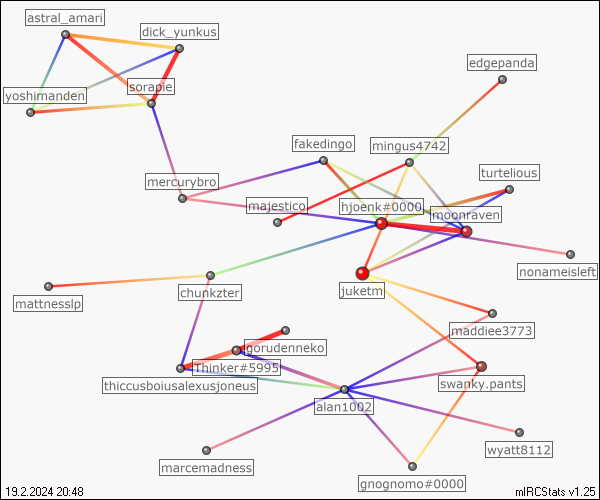 astral_amari
dick_yunkus
edgepanda
sorapie
yoshimanden
fakedingo
mingus4742
turtelious
mercurybro
majestico
hjoenk#0000
moonraven
nonameisleft
mattnesslp
chunkzter
juketm
maddiee3773
gorudenneko
Thinker#5995
thiccusboiusalexusjoneus
swanky.pants
alan1002
wyatt8112
marcemadness
gnognomo#0000
19.2.2024 20:48
mIRCStats v1.25